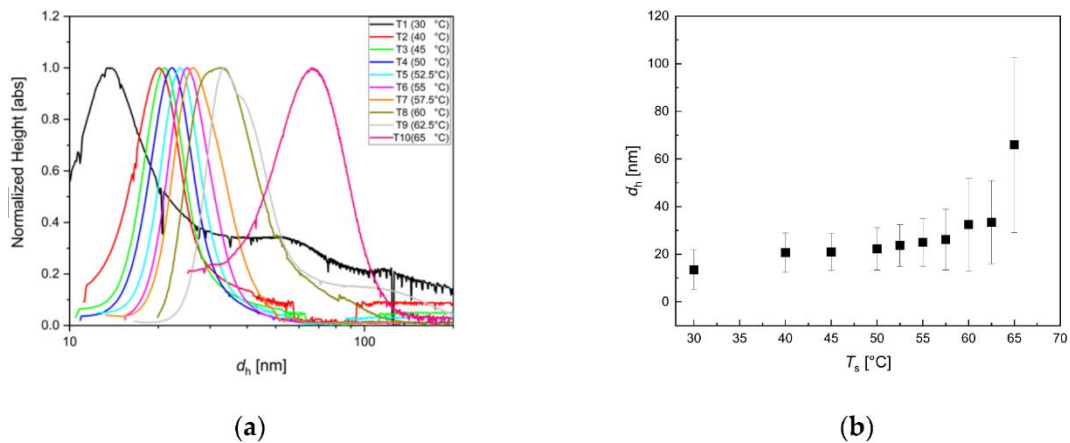 1.2
1.0
0.8
0.6
0.4
0.2
0.0
Normalized Height [abs]
10
100
dh [nm]
T1 (30 °C)
T2 (40 °C)
T3 (45 °C)
T4 (50 °C)
T5 (52.5°C)
T6 (55 °C)
T7 (57.5°C)
T8 (60 °C)
T9 (62.5°C)
T10(65 °C)
120
100
80
60
40
20
0
dh [nm]
30 35 40 45 50 55 60 65 70
Ts [°C]
(a)
(b)